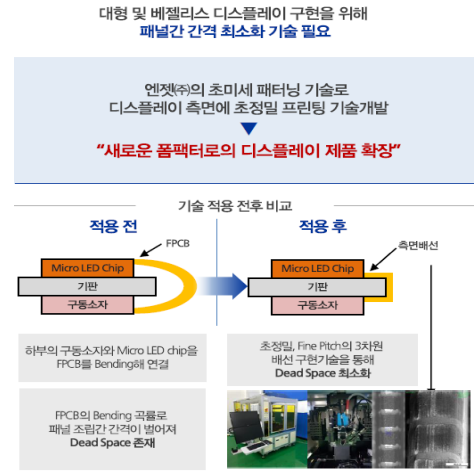 대형 및 베젤리스 디스플레이 구현을 위해
패널간 간격 최소화 기술 필요
엔젯㈜의 초미세 패터닝 기술로
디스플레이 측면에 초정밀 프린팅 기술개발
“새로운 폼팩터로의 디스플레이 제품 확장”
기술 적용 전후 비교
적용 전
적용 후
FPCB
측면배선
Micro LED Chip
기판
구동소자
Micro LED Chip
기판
구동소자
하부의 구동소자와 Micro LED chip을
FPCB를 Bending해 연결
초정밀, Fine Pitch의 3차원
배선 구현기술을 통해
Dead Space 최소화
FPCB의 Bending 곡률로
패널 조립간 간격이 벌어져
Dead Space 존재